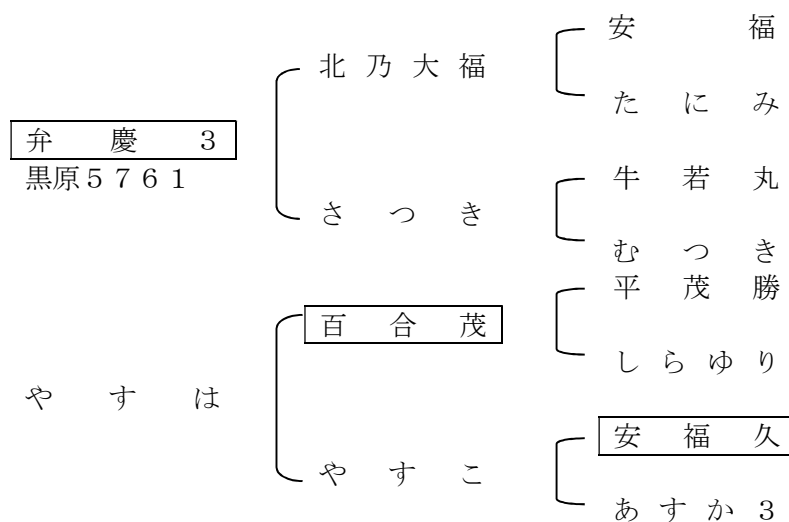 安福
北乃大福
たにみ
弁慶３
黒原５７６１
牛若丸
さつき
むつき
平茂勝
百合茂
しらゆり
やすは
安福久
やすこ
あすか３